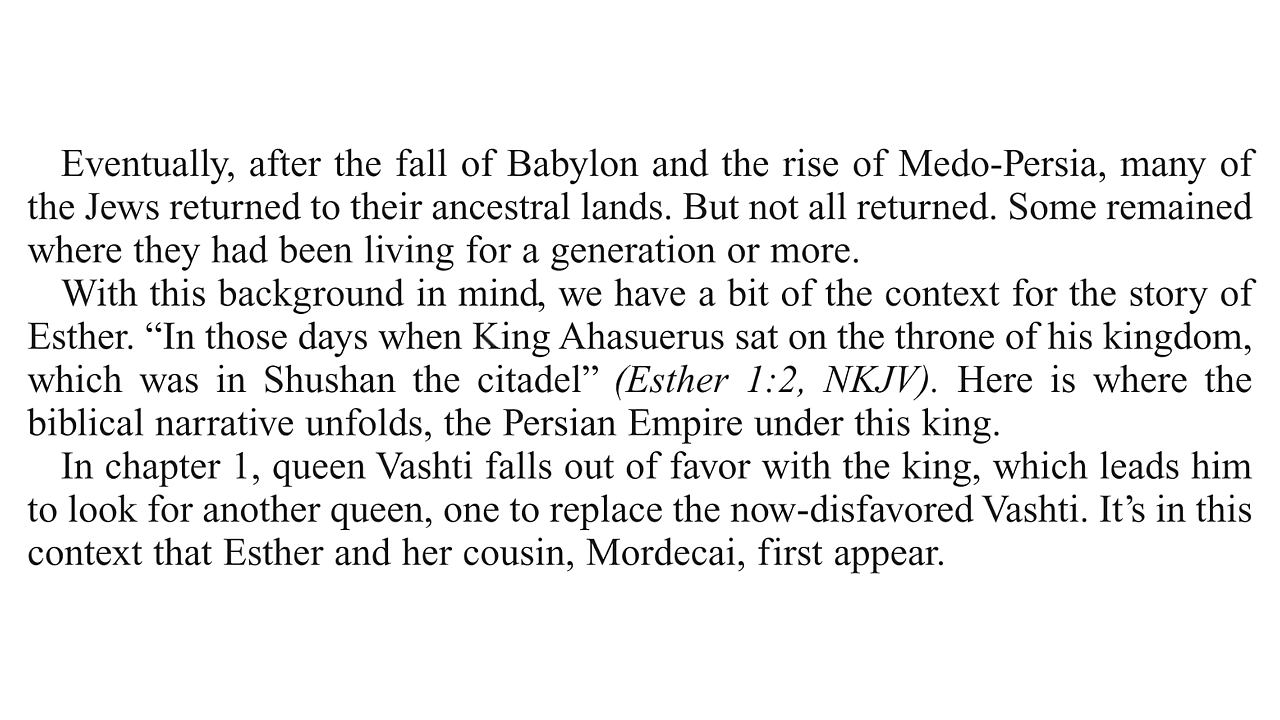 Eventually, after the fall of Babylon and the rise of Medo-Persia, many of
the Jews returned to their ancestral lands. But not all returned. Some remained
where they had been living for a generation or more.
With this background in mind, we have a bit of the context for the story of
Esther. “In those days when King Ahasuerus sat on the throne of his kingdom,
which was in Shushan the citadel” (Esther 1:2, NKJV). Here is where the
biblical narrative unfolds, the Persian Empire under this king.
In chapter 1, queen Vashti falls out of favor with the king, which leads him
to look for another queen, one to replace the now-disfavored Vashti. It’s in this
context that Esther and her cousin, Mordecai, first appear.